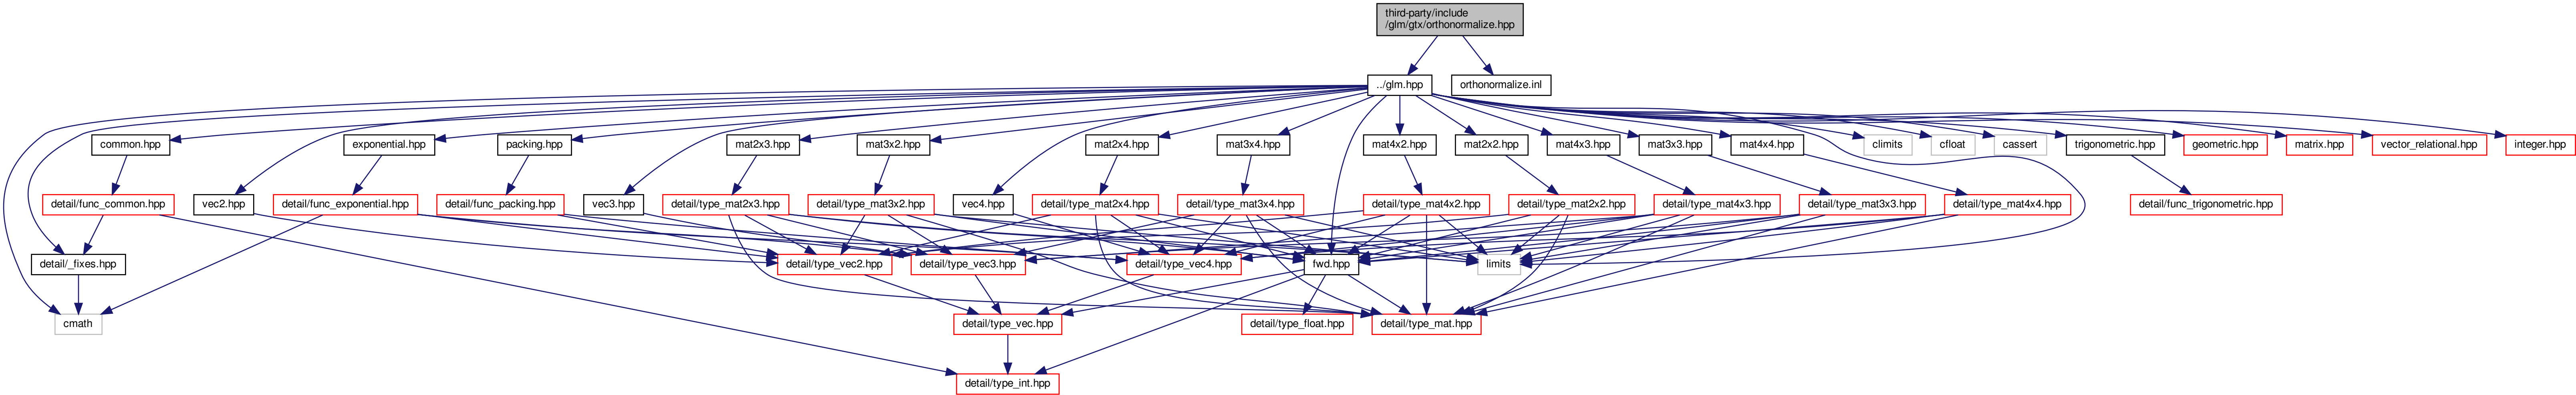 third-party/include
/glm/gtx/orthonormalize.hpp
../glm.hpp
orthonormalize.inl
common.hpp
exponential.hpp
packing.hpp
mat2x3.hpp
mat3x2.hpp
mat2x4.hpp
mat3x4.hpp
mat4x2.hpp
mat2x2.hpp
mat4x3.hpp
mat3x3.hpp
mat4x4.hpp
climits
cfloat
cassert
trigonometric.hpp
geometric.hpp
matrix.hpp
vector_relational.hpp
integer.hpp
detail/func_common.hpp
vec2.hpp
detail/func_exponential.hpp
detail/func_packing.hpp
vec3.hpp
detail/type_mat2x3.hpp
detail/type_mat3x2.hpp
vec4.hpp
detail/type_mat2x4.hpp
detail/type_mat3x4.hpp
detail/type_mat4x2.hpp
detail/type_mat2x2.hpp
detail/type_mat4x3.hpp
detail/type_mat3x3.hpp
detail/type_mat4x4.hpp
detail/func_trigonometric.hpp
detail/_fixes.hpp
detail/type_vec2.hpp
detail/type_vec3.hpp
detail/type_vec4.hpp
fwd.hpp
limits
cmath
detail/type_vec.hpp
detail/type_float.hpp
detail/type_mat.hpp
detail/type_int.hpp